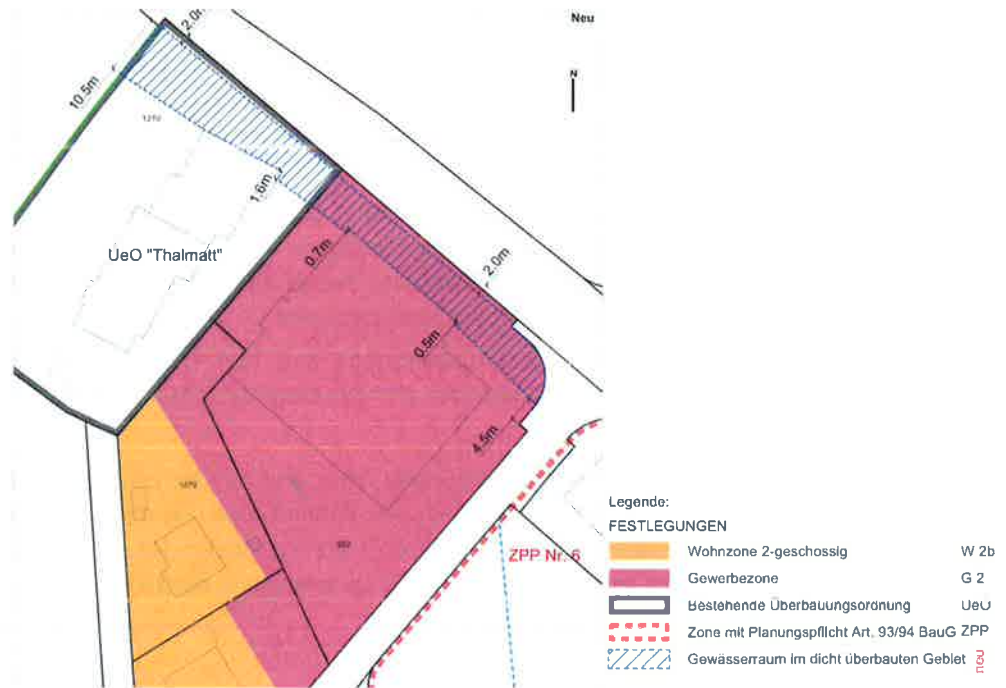 Neu
N
2.0m
10.5m
1.6m
UeO "Thalmatt"
0.7m
2.0m
0.5m
4.5m
ZPP Nr. 6
Legende:
FESTLEGUNGEN
Wohnzone 2-geschossig W 2b
Gewerbezone G 2
Bestehende Überbauungsordnung UeO
Zone mit Planungspflicht Art. 93/94 BauG ZPP
Gewässerraum im dicht überbauten Gebiet neu